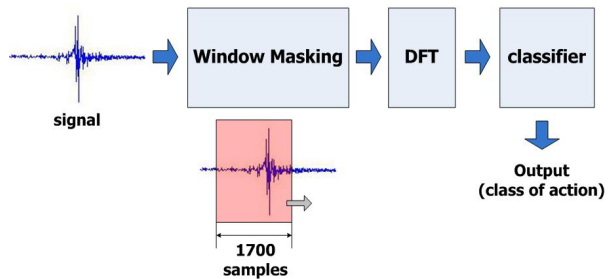 Window Masking
DFT
classifier
signal
Output
(class of action)
1700
samples